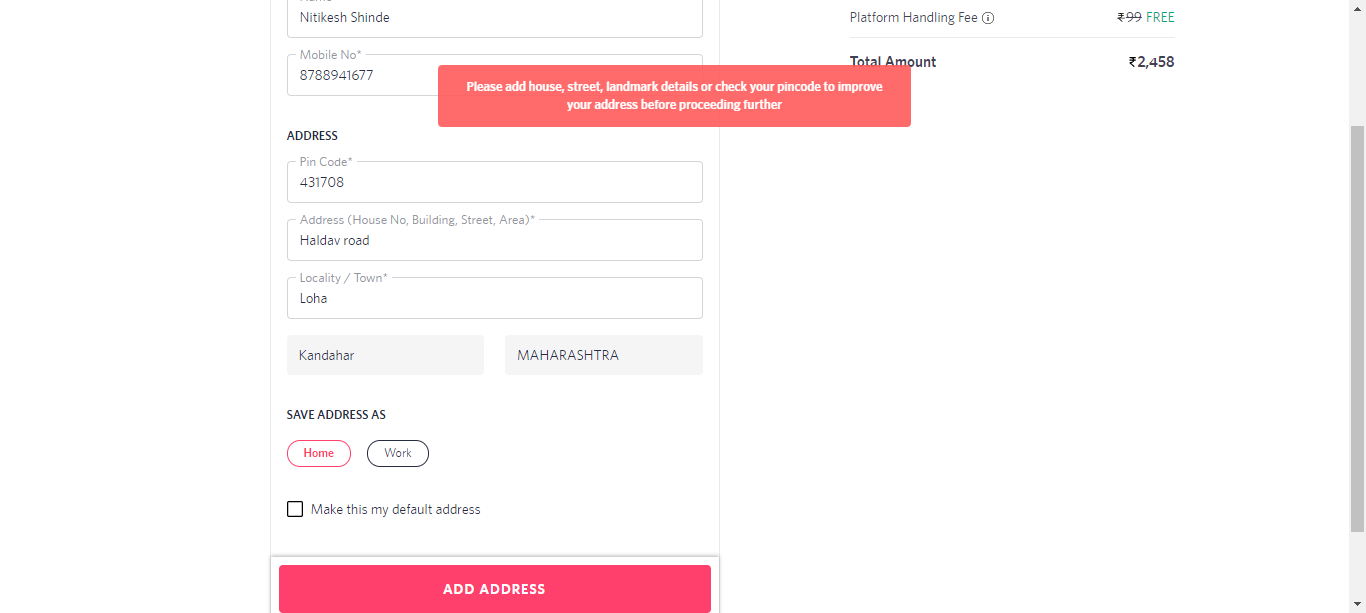 Nitikesh Shinde
Platform Handling Fee ₹99 FREE
Mobile No*
8788941677
Total Amount ₹2,458
Please add house, street, landmark details or check your pincode to improve
your address before proceeding further
ADDRESS
Pin Code*
431708
Address (House No, Building, Street, Area)*
Haldav road
Locality / Town*
Loha
Kandahar MAHARASHTRA
SAVE ADDRESS AS
Home Work
Make this my default address
ADD ADDRESS